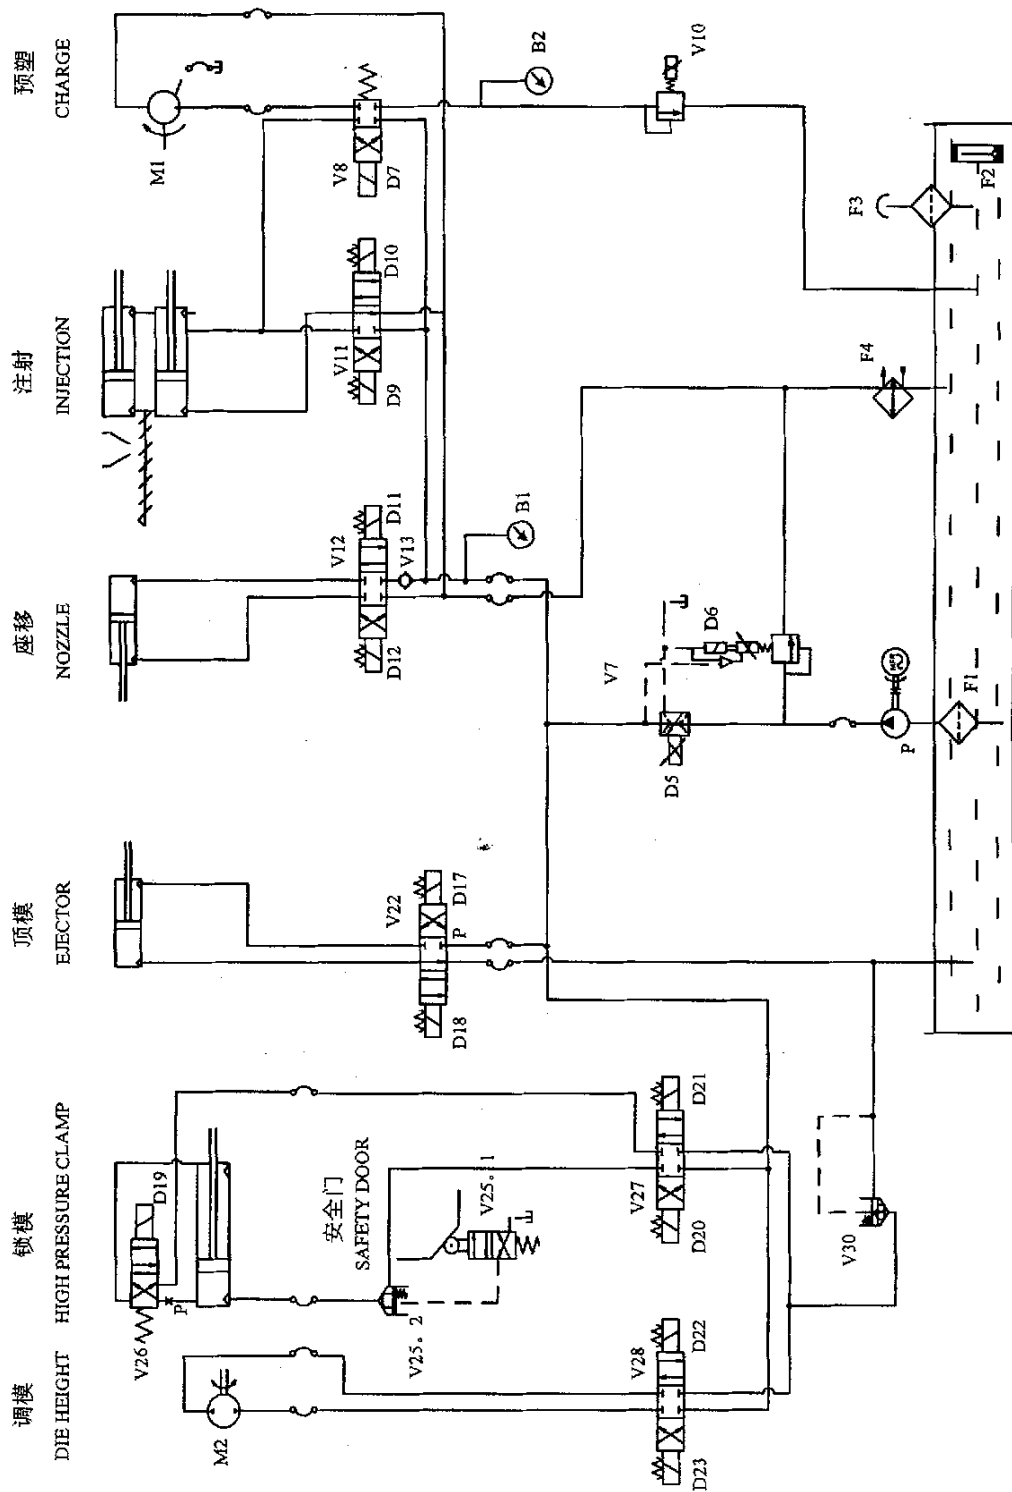 预塑
CHARGE
注射
INJECTION
座移
NOZZLE
顶模
EJECTOR
锁模
HIGH PRESSURE CLAMP
调模
DIE HEIGHT
M1
V8
D7
B2
V10
V11
D10
D9
V12
D11
V13
D12
B1
F3
F2
F4
V7
D6
D5
P
F1
V22
D17
P
D18
D19
V26
P
安全门
SAFETY DOOR
V25.1
V25.2
V27
D21
D20
V30
M2
V28
D22
D23